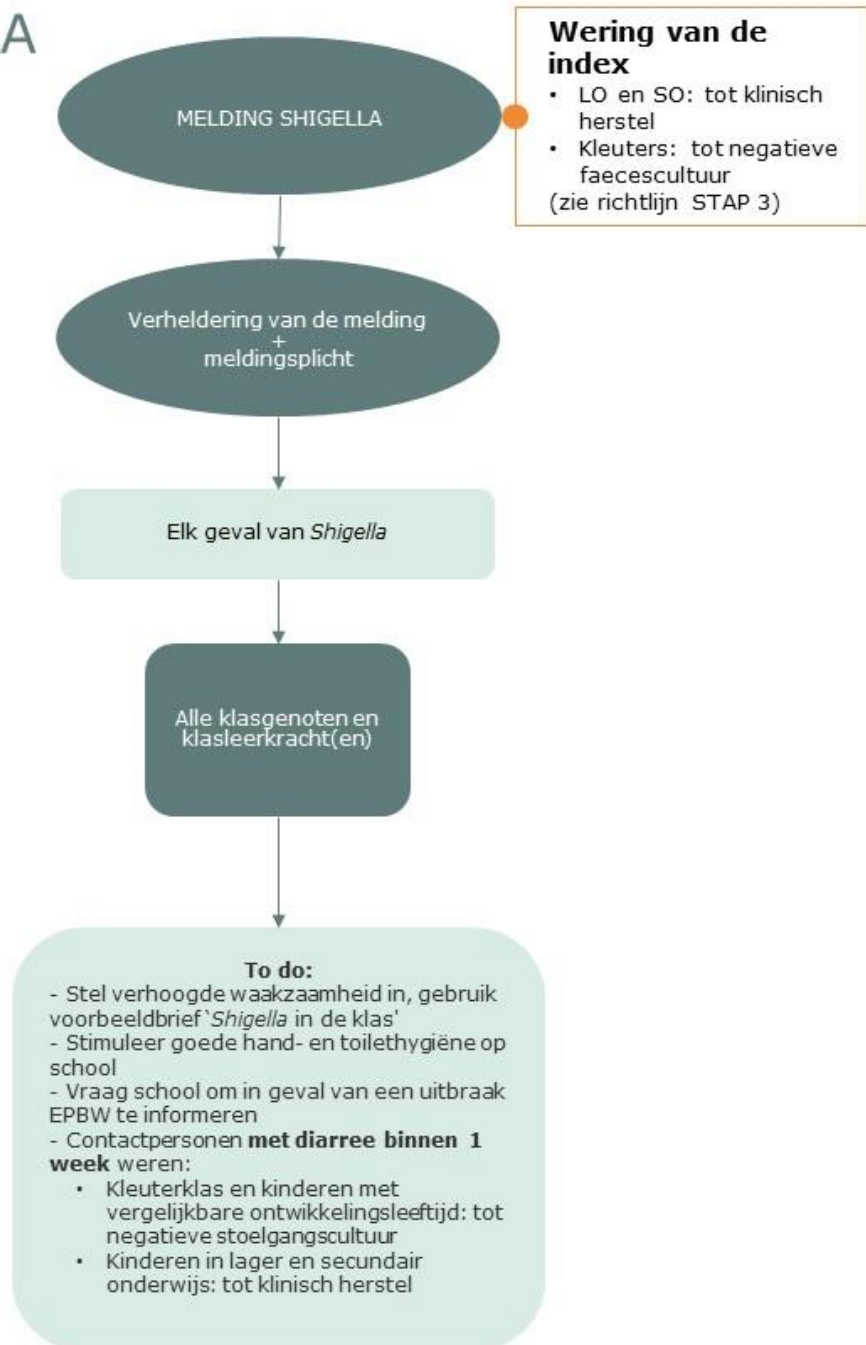 A
MELDING SHIGELLA
Wering van de
index
• LO en SO: tot klinisch
herstel
• Kleuters: tot negatieve
faecescultuur
(zie richtlijn STAP 3)
Verheldering van de melding
+
meldingsplicht
Elk geval van Shigella
Alle klasgenoten en
klasleerkracht(en)
To do:
- Stel verhoogde waakzaamheid in, gebruik
voorbeeldbrief ‘Shigella in de klas'
- Stimuleer goede hand- en toilethygiëne op
school
- Vraag school om in geval van een uitbraak
EPBW te informeren
- Contactpersonen met diarree binnen 1
week weren:
• Kleuterklas en kinderen met
vergelijkbare ontwikkelingsleeftijd: tot
negatieve stoelgangscultuur
• Kinderen in lager en secundair
onderwijs: tot klinisch herstel